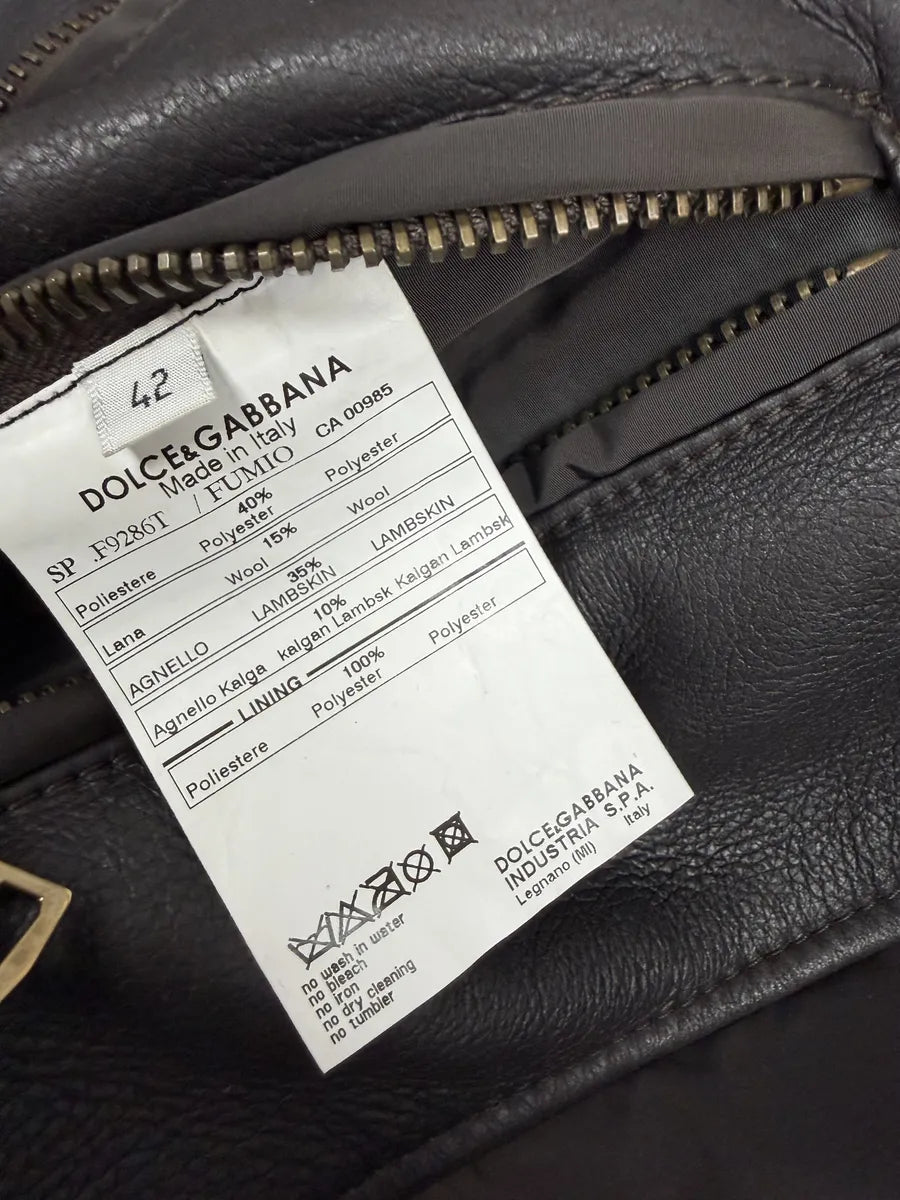 42
DOLCE&GABBANA
Made in Italy
SP .F9286T / FUMIO CA 00985
40%
Poliestere Polyester Polyester
15%
Lana Wool Wool
35%
AGNELLO LAMBSKIN LAMBSKIN
10%
Agnello Kalga kalgan Lambsk Kalgan Lambsk
LINING
100%
Poliestere Polyester Polyester
DOLCE&GABBANA
INDUSTRIA S.P.A.
Legnano (MI) Italy
no wash in water
no bleach
no iron
no dry cleaning
no tumbler